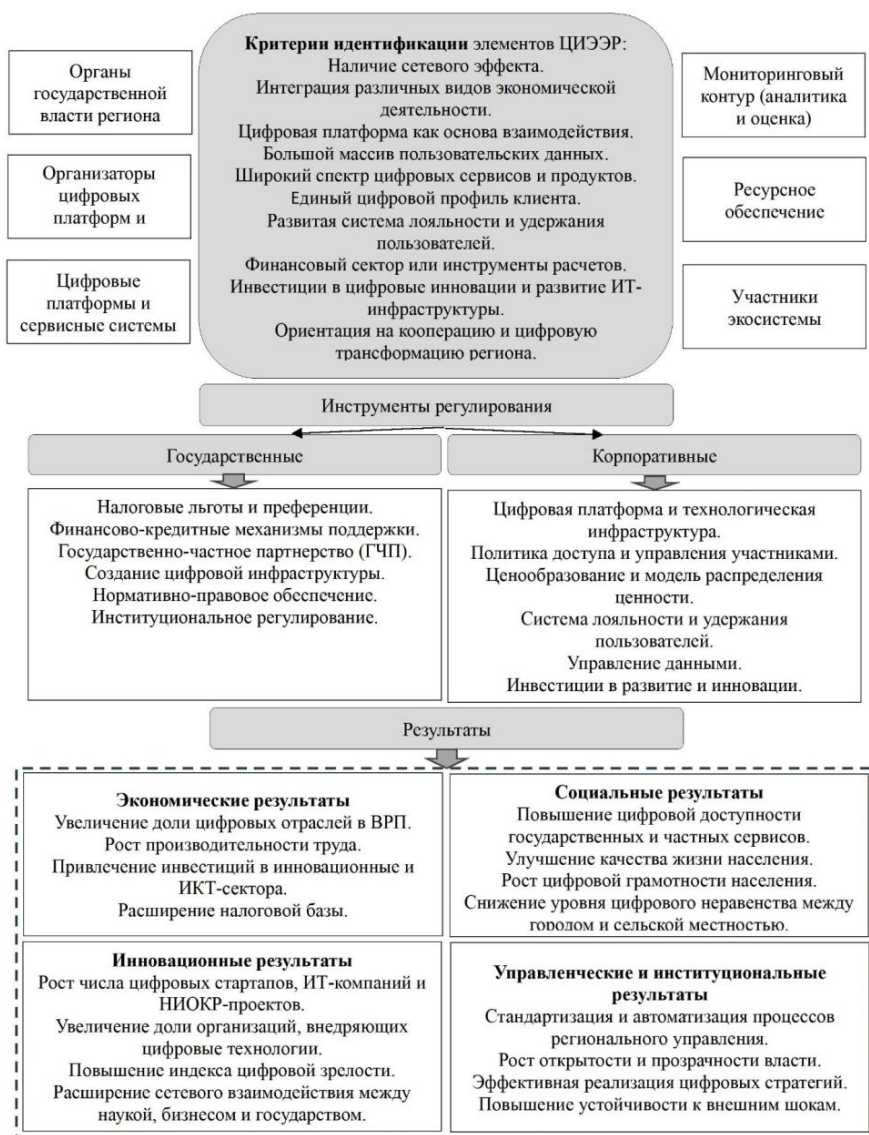 Органы
государственной
власти региона
Организаторы
цифровых
платформ и
Цифровые
платформы и
сервисные системы
Критерии идентификации элементов ЦИЭЭР:
Наличие сетевого эффекта.
Интеграция различных видов экономической
деятельности.
Цифровая платформа как основа взаимодействия.
Большой массив пользовательских данных.
Широкий спектр цифровых сервисов и продуктов.
Единый цифровой профиль клиента.
Развитая система лояльности и удержания
пользователей.
Финансовый сектор или инструменты расчетов.
Инвестиции в цифровые инновации и развитие ИТ-
инфраструктуры.
Ориентация на кооперацию и цифровую
трансформацию региона.
Мониторинговый
контур (аналитика
и оценка)
Ресурсное
обеспечение
Участники
экосистемы
Инструменты регулирования
Государственные
Налоговые льготы и преференции.
Финансово-кредитные механизмы поддержки.
Государственно-частное партнерство (ГЧП).
Создание цифровой инфраструктуры.
Нормативно-правовое обеспечение.
Институциональное регулирование.
Корпоративные
Цифровая платформа и технологическая
инфраструктура.
Политика доступа и управления участниками.
Ценообразование и модель распределения
ценности.
Система лояльности и удержания
пользователей.
Управление данными.
Инвестиции в развитие и инновации.
Результаты
Экономические результаты
Увеличение доли цифровых отраслей в ВРП.
Рост производительности труда.
Привлечение инвестиций в инновационные и
ИКТ-сектора.
Расширение налоговой базы.
Социальные результаты
Повышение цифровой доступности
государственных и частных сервисов.
Улучшение качества жизни населения.
Рост цифровой грамотности населения.
Снижение уровня цифрового неравенства между
городом и сельской местностью.
Инновационные результаты
Рост числа цифровых стартапов, ИТ-компаний и
НИОКР-проектов.
Увеличение доли организаций, внедряющих
цифровые технологии.
Повышение индекса цифровой зрелости.
Расширение сетевого взаимодействия между
наукой, бизнесом и государством.
Управленческие и институциональные
результаты
Стандартизация и автоматизация процессов
регионального управления.
Рост открытости и прозрачности власти.
Эффективная реализация цифровых стратегий.
Повышение устойчивости к внешним шокам.